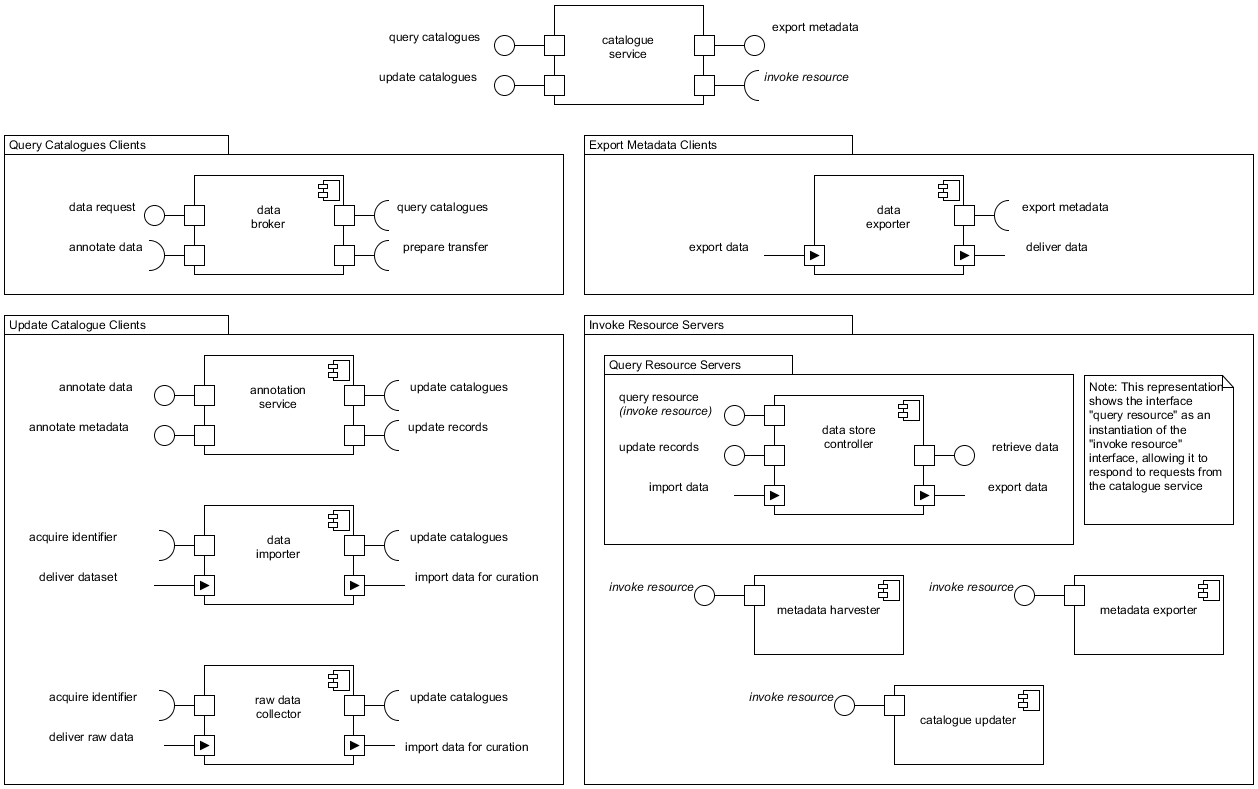 query catalogues
update catalogues
catalogue
service
export metadata
invoke resource
Query Catalogues Clients
data request
annotate data
data
broker
query catalogues
prepare transfer
Export Metadata Clients
export data
data
exporter
export metadata
deliver data
Update Catalogue Clients
annotate data
annotate metadata
annotation
service
update catalogues
update records
acquire identifier
deliver dataset
data
importer
update catalogues
import data for curation
acquire identifier
deliver raw data
raw data
collector
update catalogues
import data for curation
Invoke Resource Servers
Query Resource Servers
query resource
(invoke resource)
update records
import data
data store
controller
retrieve data
export data
Note: This representation
shows the interface
"query resource" as an
instantiation of the
"invoke resource"
interface, allowing it to
respond to requests from
the catalogue service
invoke resource
metadata harvester
invoke resource
metadata exporter
invoke resource
catalogue updater